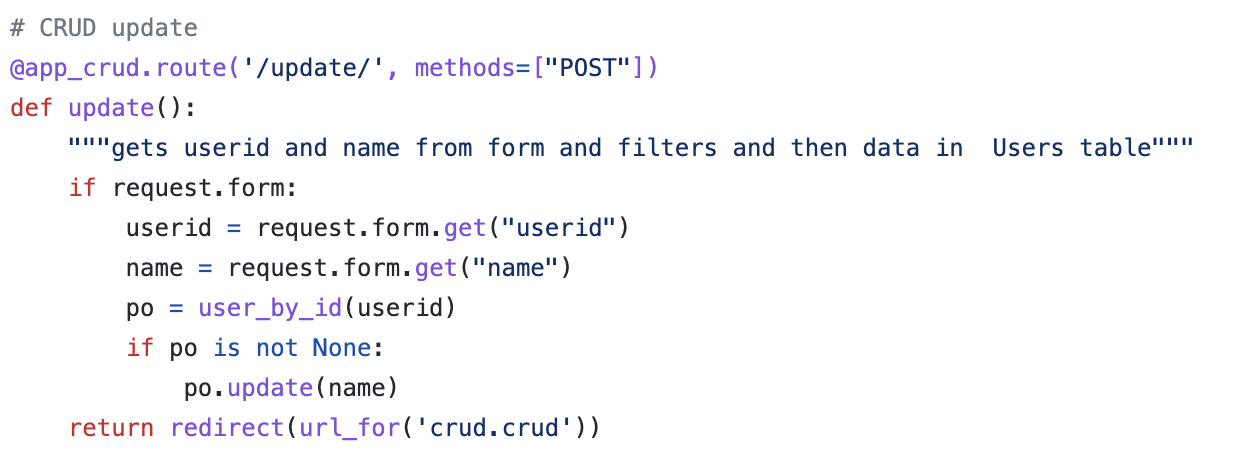 # CRUD update
@app_crud.route('/update/', methods=["POST"])
def update():
    """gets userid and name from form and filters and then data in  Users table"""
    if request.form:
        userid = request.form.get("userid")
        name = request.form.get("name")
        po = user_by_id(userid)
        if po is not None:
            po.update(name)
    return redirect(url_for('crud.crud'))